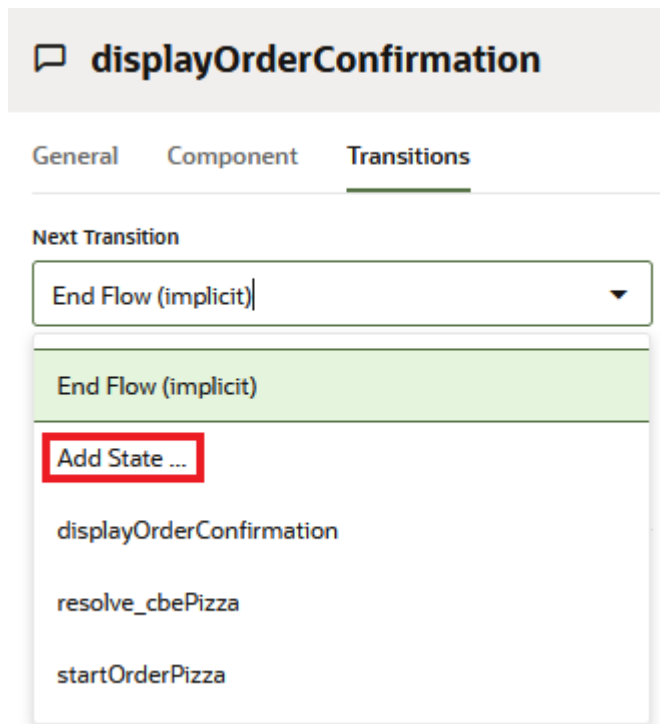 displayOrderConfirmation
General Component Transitions
Next Transition
End Flow (implicit)
End Flow (implicit)
Add State ...
displayOrderConfirmation
resolve_cbePizza
startOrderPizza